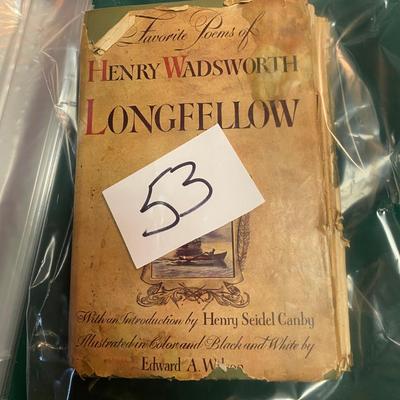 Favorite Poems of
HENRY WADSWORTH
LONGFELLOW
53
With an Introduction by Henry Seidel Canby
Illustrated in Color and Black and White by
Edward A. Wilson